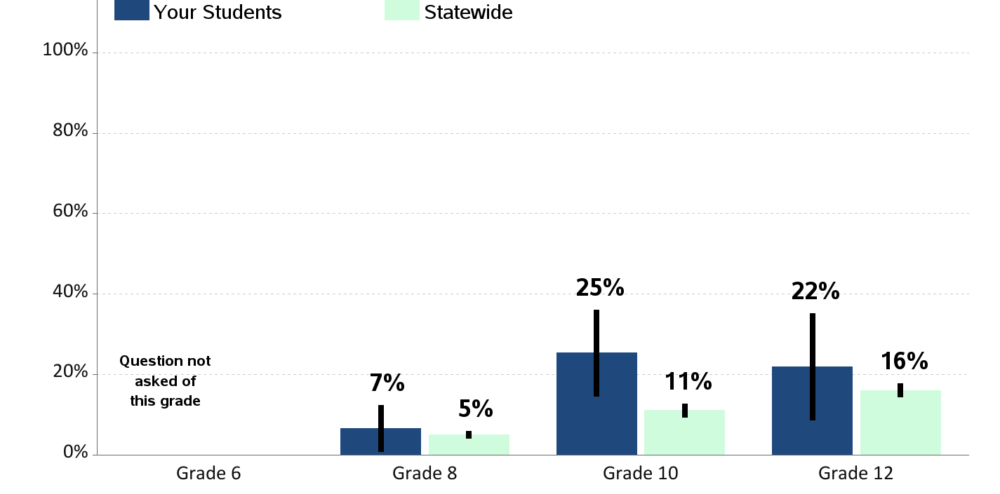 Your Students
Statewide
100%
80%
60%
40%
20%
0%
25%
22%
Question not
asked of
this grade
7%
5%
11%
16%
Grade 6
Grade 8
Grade 10
Grade 12